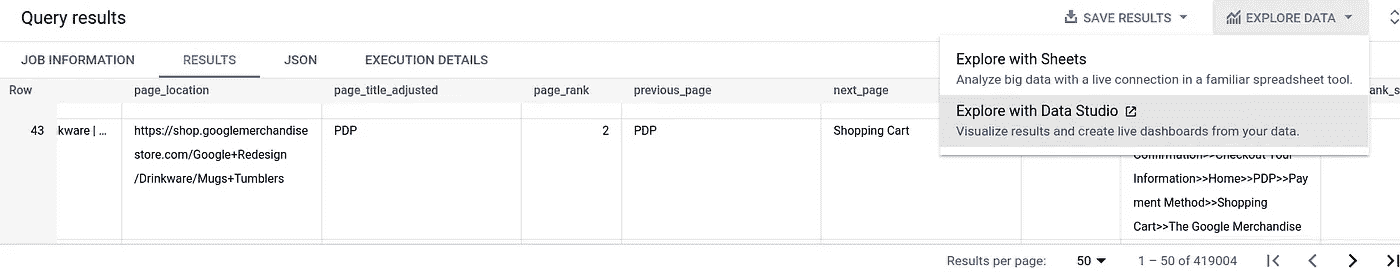 Query results
SAVE RESULTS
EXPLORE DATA
JOB INFORMATION
RESULTS
JSON
EXECUTION DETAILS
Explore with Sheets
Analyze big data with a live connection in a familiar spreadsheet tool.
Explore with Data Studio
Visualize results and create live dashboards from your data.
Row
page_location
page_title_adjusted
page_rank
previous_page
next_page
ank_s
43
kware | ...
https://shop.googlemerchandise
store.com/Google+Redesign
/Drinkware/Mugs+Tumblers
PDP
2
PDP
Shopping Cart
Confirmation>>Checkout Your
Information>>Home>>PDP>>Pay
ment Method>>Shopping
Cart>>The Google Merchandise
Results per page:
50
1 – 50 of 419004